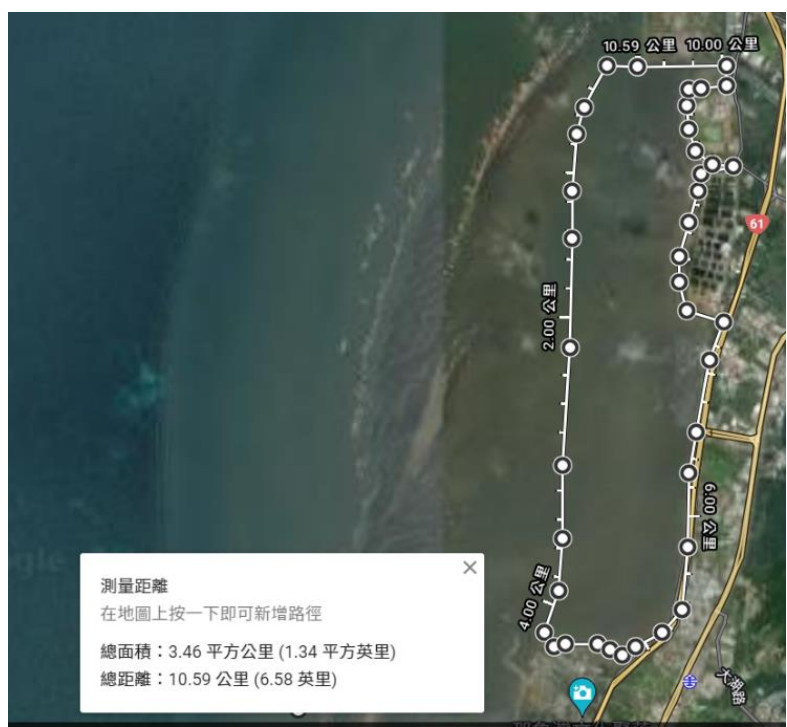 10.59 公里
10.00 公里
61
2.00 公里
6.00 公里
4.00 公里
測量距離
在地圖上按一下即可新增路徑
總面積：3.46 平方公里 (1.34 平方英里)
總距離：10.59 公里 (6.58 英里)
大湖路